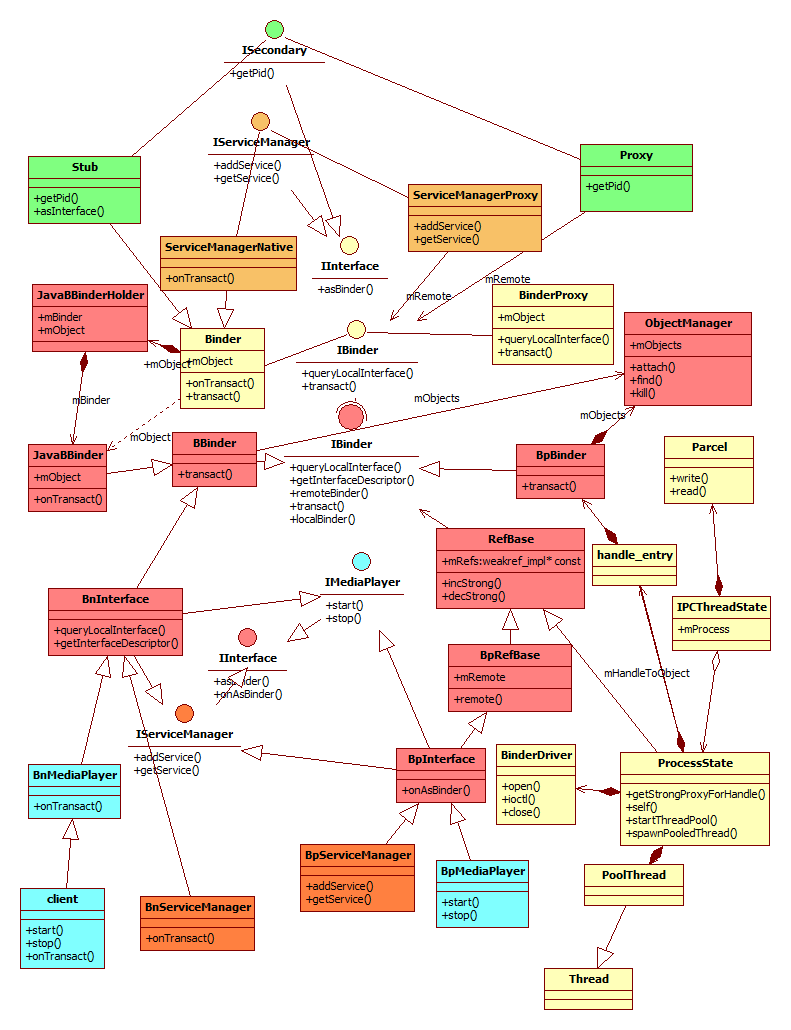 ISecondary
+getPid()
IServiceManager
+addService()
+getService()
Stub
+getPid()
+asInterface()
Proxy
+getPid()
ServiceManagerProxy
+addService()
+getService()
ServiceManagerNative
+onTransact()
IInterface
+asBinder()
mRemote
mRemote
JavaBBinderHolder
+mBinder
+mObject
BinderProxy
+mObject
+queryLocalInterface()
+transact()
ObjectManager
+mObjects
+attach()
+find()
+kill()
Binder
+mObject
+onTransact()
+transact()
IBinder
+queryLocalInterface()
+transact()
+mObject
mBinder
mObjects
mObjects
mObject
JavaBBinder
+mObject
+onTransact()
BBinder
+transact()
IBinder
+queryLocalInterface()
+getInterfaceDescriptor()
+remoteBinder()
+transact()
+localBinder()
BpBinder
+transact()
Parcel
+write()
+read()
RefBase
+mRefs:weakref_impl* const
+incStrong()
+decStrong()
handle_entry
IMediaPlayer
+start()
+stop()
BnInterface
+queryLocalInterface()
+getInterfaceDescriptor()
IPCThreadState
+mProcess
IInterface
+asBinder()
+onAsBinder()
BpRefBase
+mRemote
+remote()
mHandleToObject
IServiceManager
+addService()
+getService()
BnMediaPlayer
+onTransact()
BpInterface
+onAsBinder()
BinderDriver
+open()
+ioctl()
+close()
ProcessState
+getStrongProxyForHandle()
+self()
+startThreadPool()
+spawnPooledThread()
BpServiceManager
+addService()
+getService()
BpMediaPlayer
+start()
+stop()
PoolThread
client
+start()
+stop()
+onTransact()
BnServiceManager
+onTransact()
Thread